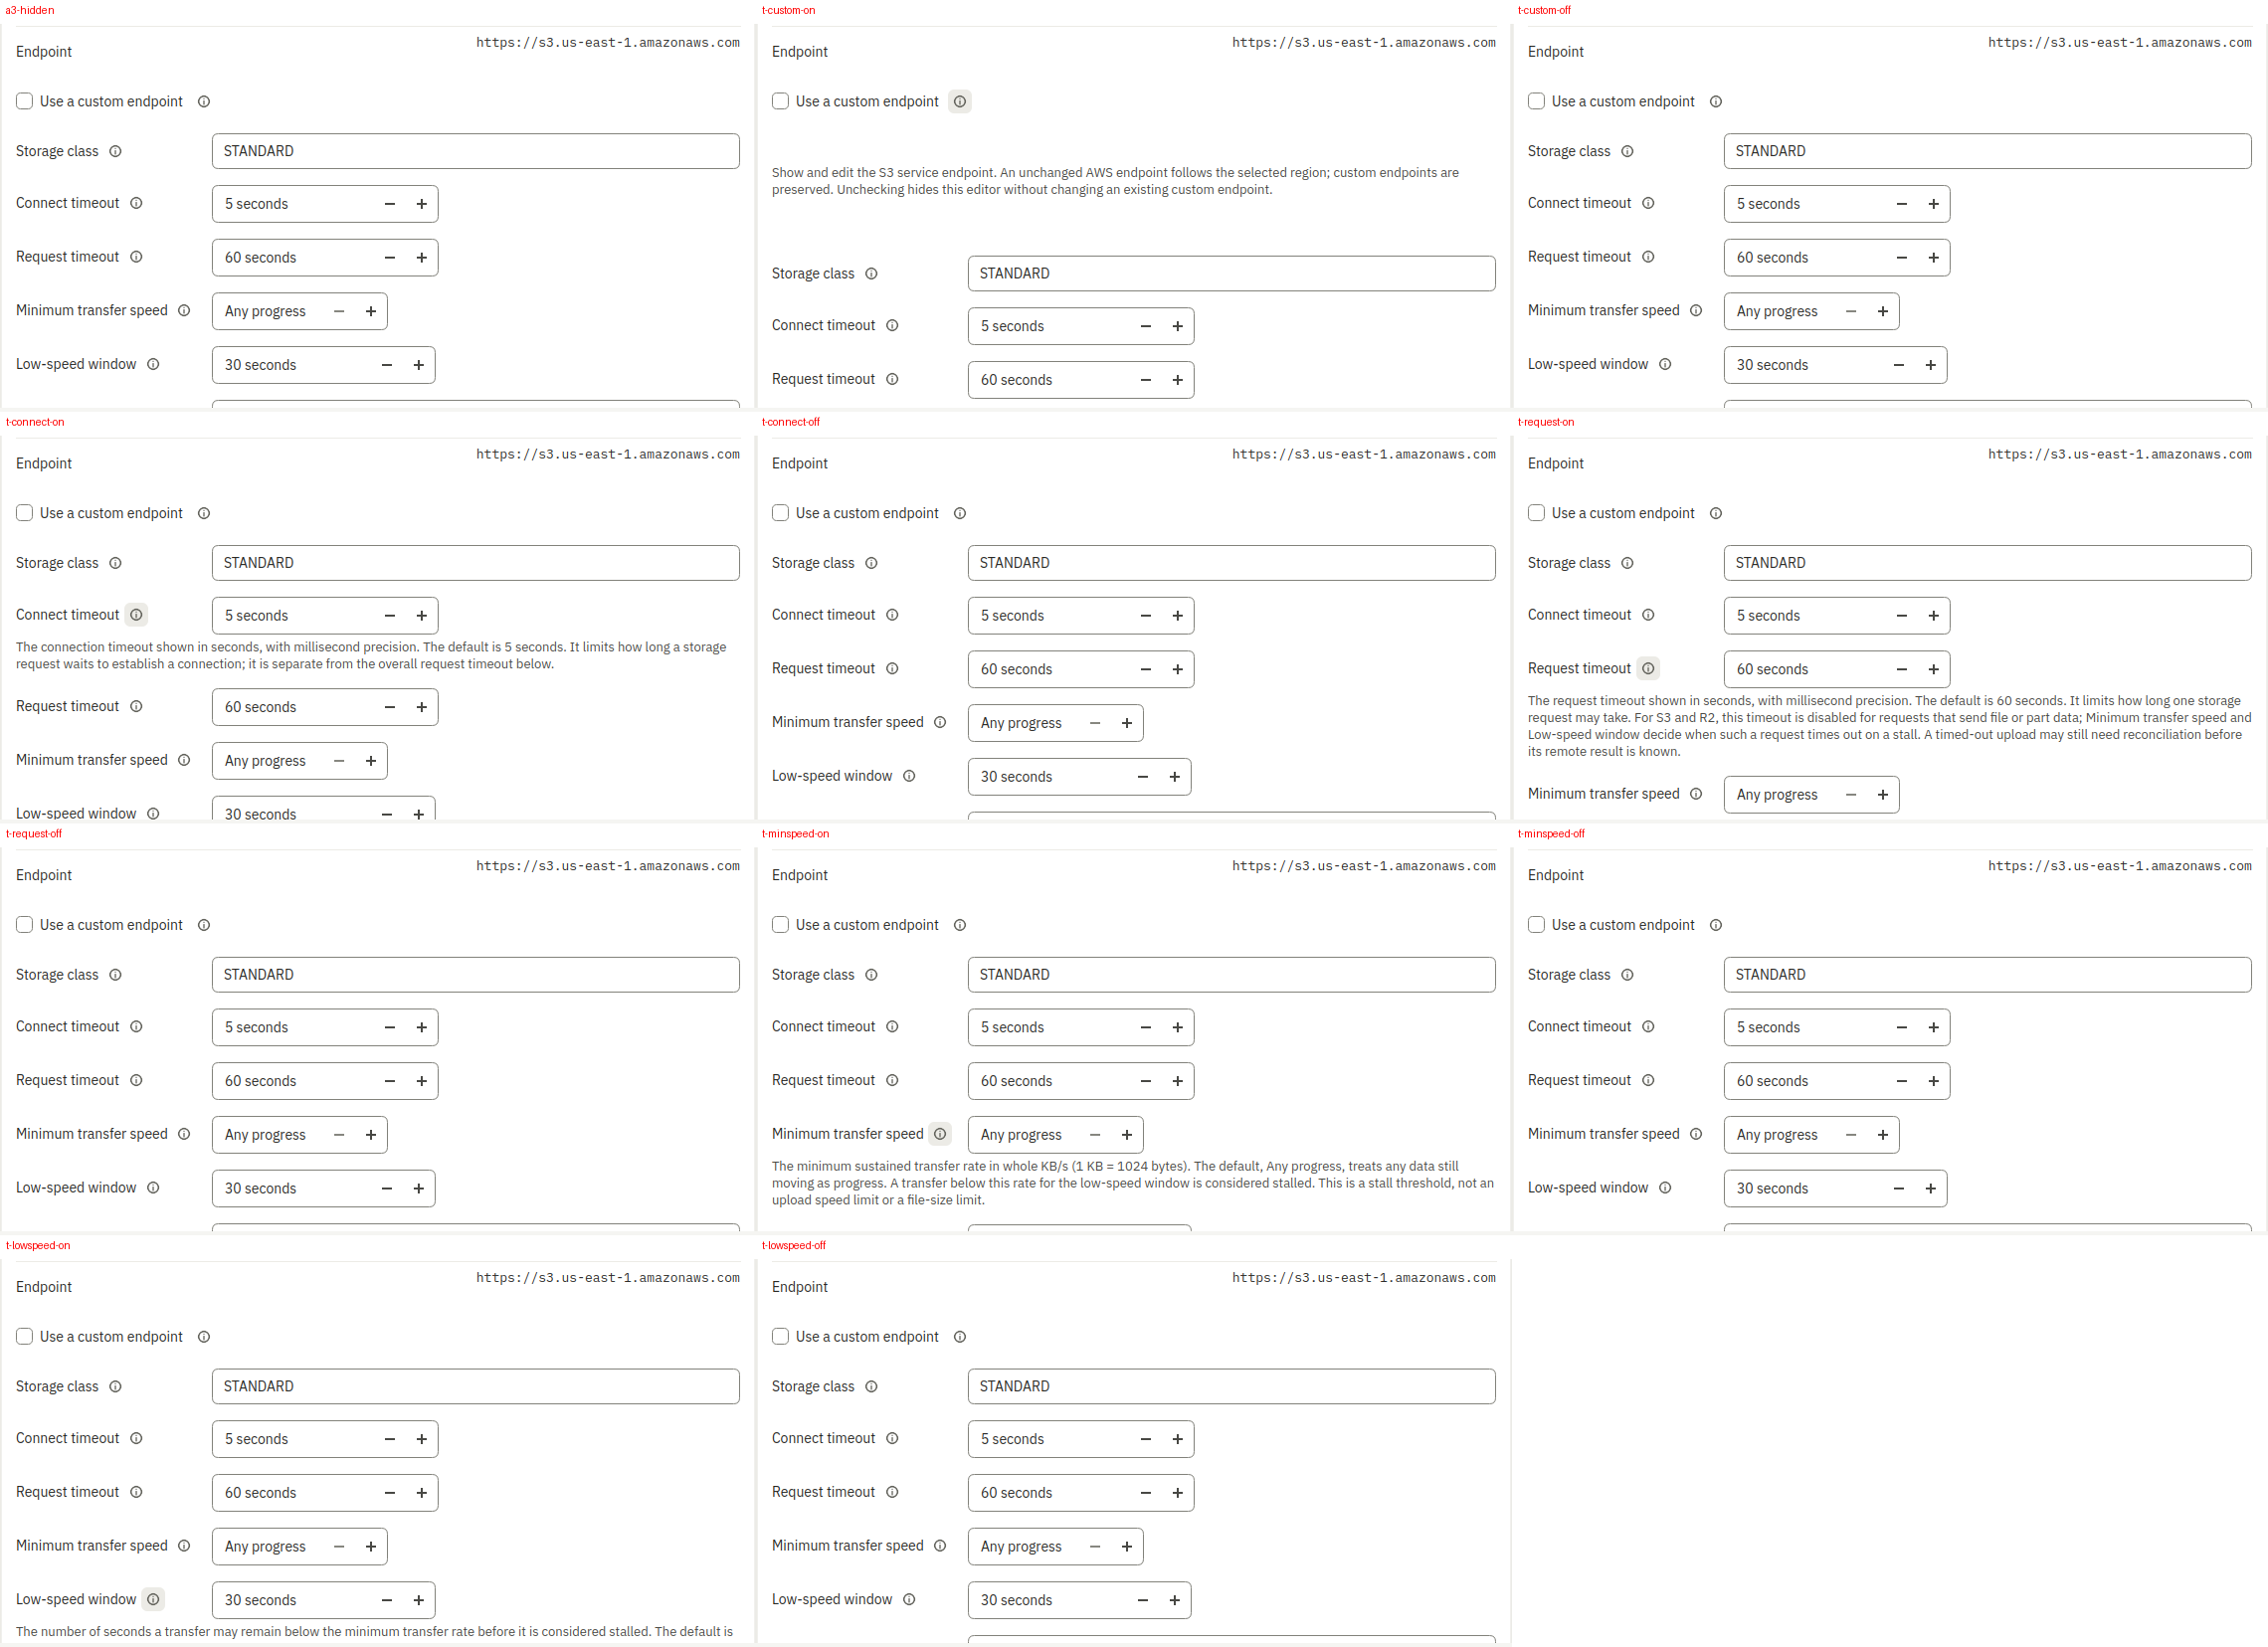 a3-hidden
Endpoint
https://s3.us-east-1.amazonaws.com
Use a custom endpoint
Storage class
STANDARD
Connect timeout
5 seconds
Request timeout
60 seconds
Minimum transfer speed
Any progress
Low-speed window
30 seconds
t-custom-on
Endpoint
https://s3.us-east-1.amazonaws.com
Use a custom endpoint
Show and edit the S3 service endpoint. An unchanged AWS endpoint follows the selected region; custom endpoints are
preserved. Unchecking hides this editor without changing an existing custom endpoint.
Storage class
STANDARD
Connect timeout
5 seconds
Request timeout
60 seconds
t-custom-off
Endpoint
https://s3.us-east-1.amazonaws.com
Use a custom endpoint
Storage class
STANDARD
Connect timeout
5 seconds
Request timeout
60 seconds
Minimum transfer speed
Any progress
Low-speed window
30 seconds
t-connect-on
Endpoint
https://s3.us-east-1.amazonaws.com
Use a custom endpoint
Storage class
STANDARD
Connect timeout
5 seconds
The connection timeout shown in seconds, with millisecond precision. The default is 5 seconds. It limits how long a storage
request waits to establish a connection; it is separate from the overall request timeout below.
Request timeout
60 seconds
Minimum transfer speed
Any progress
Low-speed window
30 seconds
t-connect-off
Endpoint
https://s3.us-east-1.amazonaws.com
Use a custom endpoint
Storage class
STANDARD
Connect timeout
5 seconds
Request timeout
60 seconds
Minimum transfer speed
Any progress
Low-speed window
30 seconds
t-request-on
Endpoint
https://s3.us-east-1.amazonaws.com
Use a custom endpoint
Storage class
STANDARD
Connect timeout
5 seconds
Request timeout
60 seconds
The request timeout shown in seconds, with millisecond precision. The default is 60 seconds. It limits how long one storage
request may take. For S3 and R2, this timeout is disabled for requests that send file or part data; Minimum transfer speed and
Low-speed window decide when such a request times out on a stall. A timed-out upload may still need reconciliation before
its remote result is known.
Minimum transfer speed
Any progress
t-request-off
Endpoint
https://s3.us-east-1.amazonaws.com
Use a custom endpoint
Storage class
STANDARD
Connect timeout
5 seconds
Request timeout
60 seconds
Minimum transfer speed
Any progress
Low-speed window
30 seconds
t-minspeed-on
Endpoint
https://s3.us-east-1.amazonaws.com
Use a custom endpoint
Storage class
STANDARD
Connect timeout
5 seconds
Request timeout
60 seconds
Minimum transfer speed
Any progress
The minimum sustained transfer rate in whole KB/s (1 KB = 1024 bytes). The default, Any progress, treats any data still
moving as progress. A transfer below this rate for the low-speed window is considered stalled. This is a stall threshold, not an
upload speed limit or a file-size limit.
t-minspeed-off
Endpoint
https://s3.us-east-1.amazonaws.com
Use a custom endpoint
Storage class
STANDARD
Connect timeout
5 seconds
Request timeout
60 seconds
Minimum transfer speed
Any progress
Low-speed window
30 seconds
t-lowspeed-on
Endpoint
https://s3.us-east-1.amazonaws.com
Use a custom endpoint
Storage class
STANDARD
Connect timeout
5 seconds
Request timeout
60 seconds
Minimum transfer speed
Any progress
Low-speed window
30 seconds
The number of seconds a transfer may remain below the minimum transfer rate before it is considered stalled. The default is
t-lowspeed-off
Endpoint
https://s3.us-east-1.amazonaws.com
Use a custom endpoint
Storage class
STANDARD
Connect timeout
5 seconds
Request timeout
60 seconds
Minimum transfer speed
Any progress
Low-speed window
30 seconds